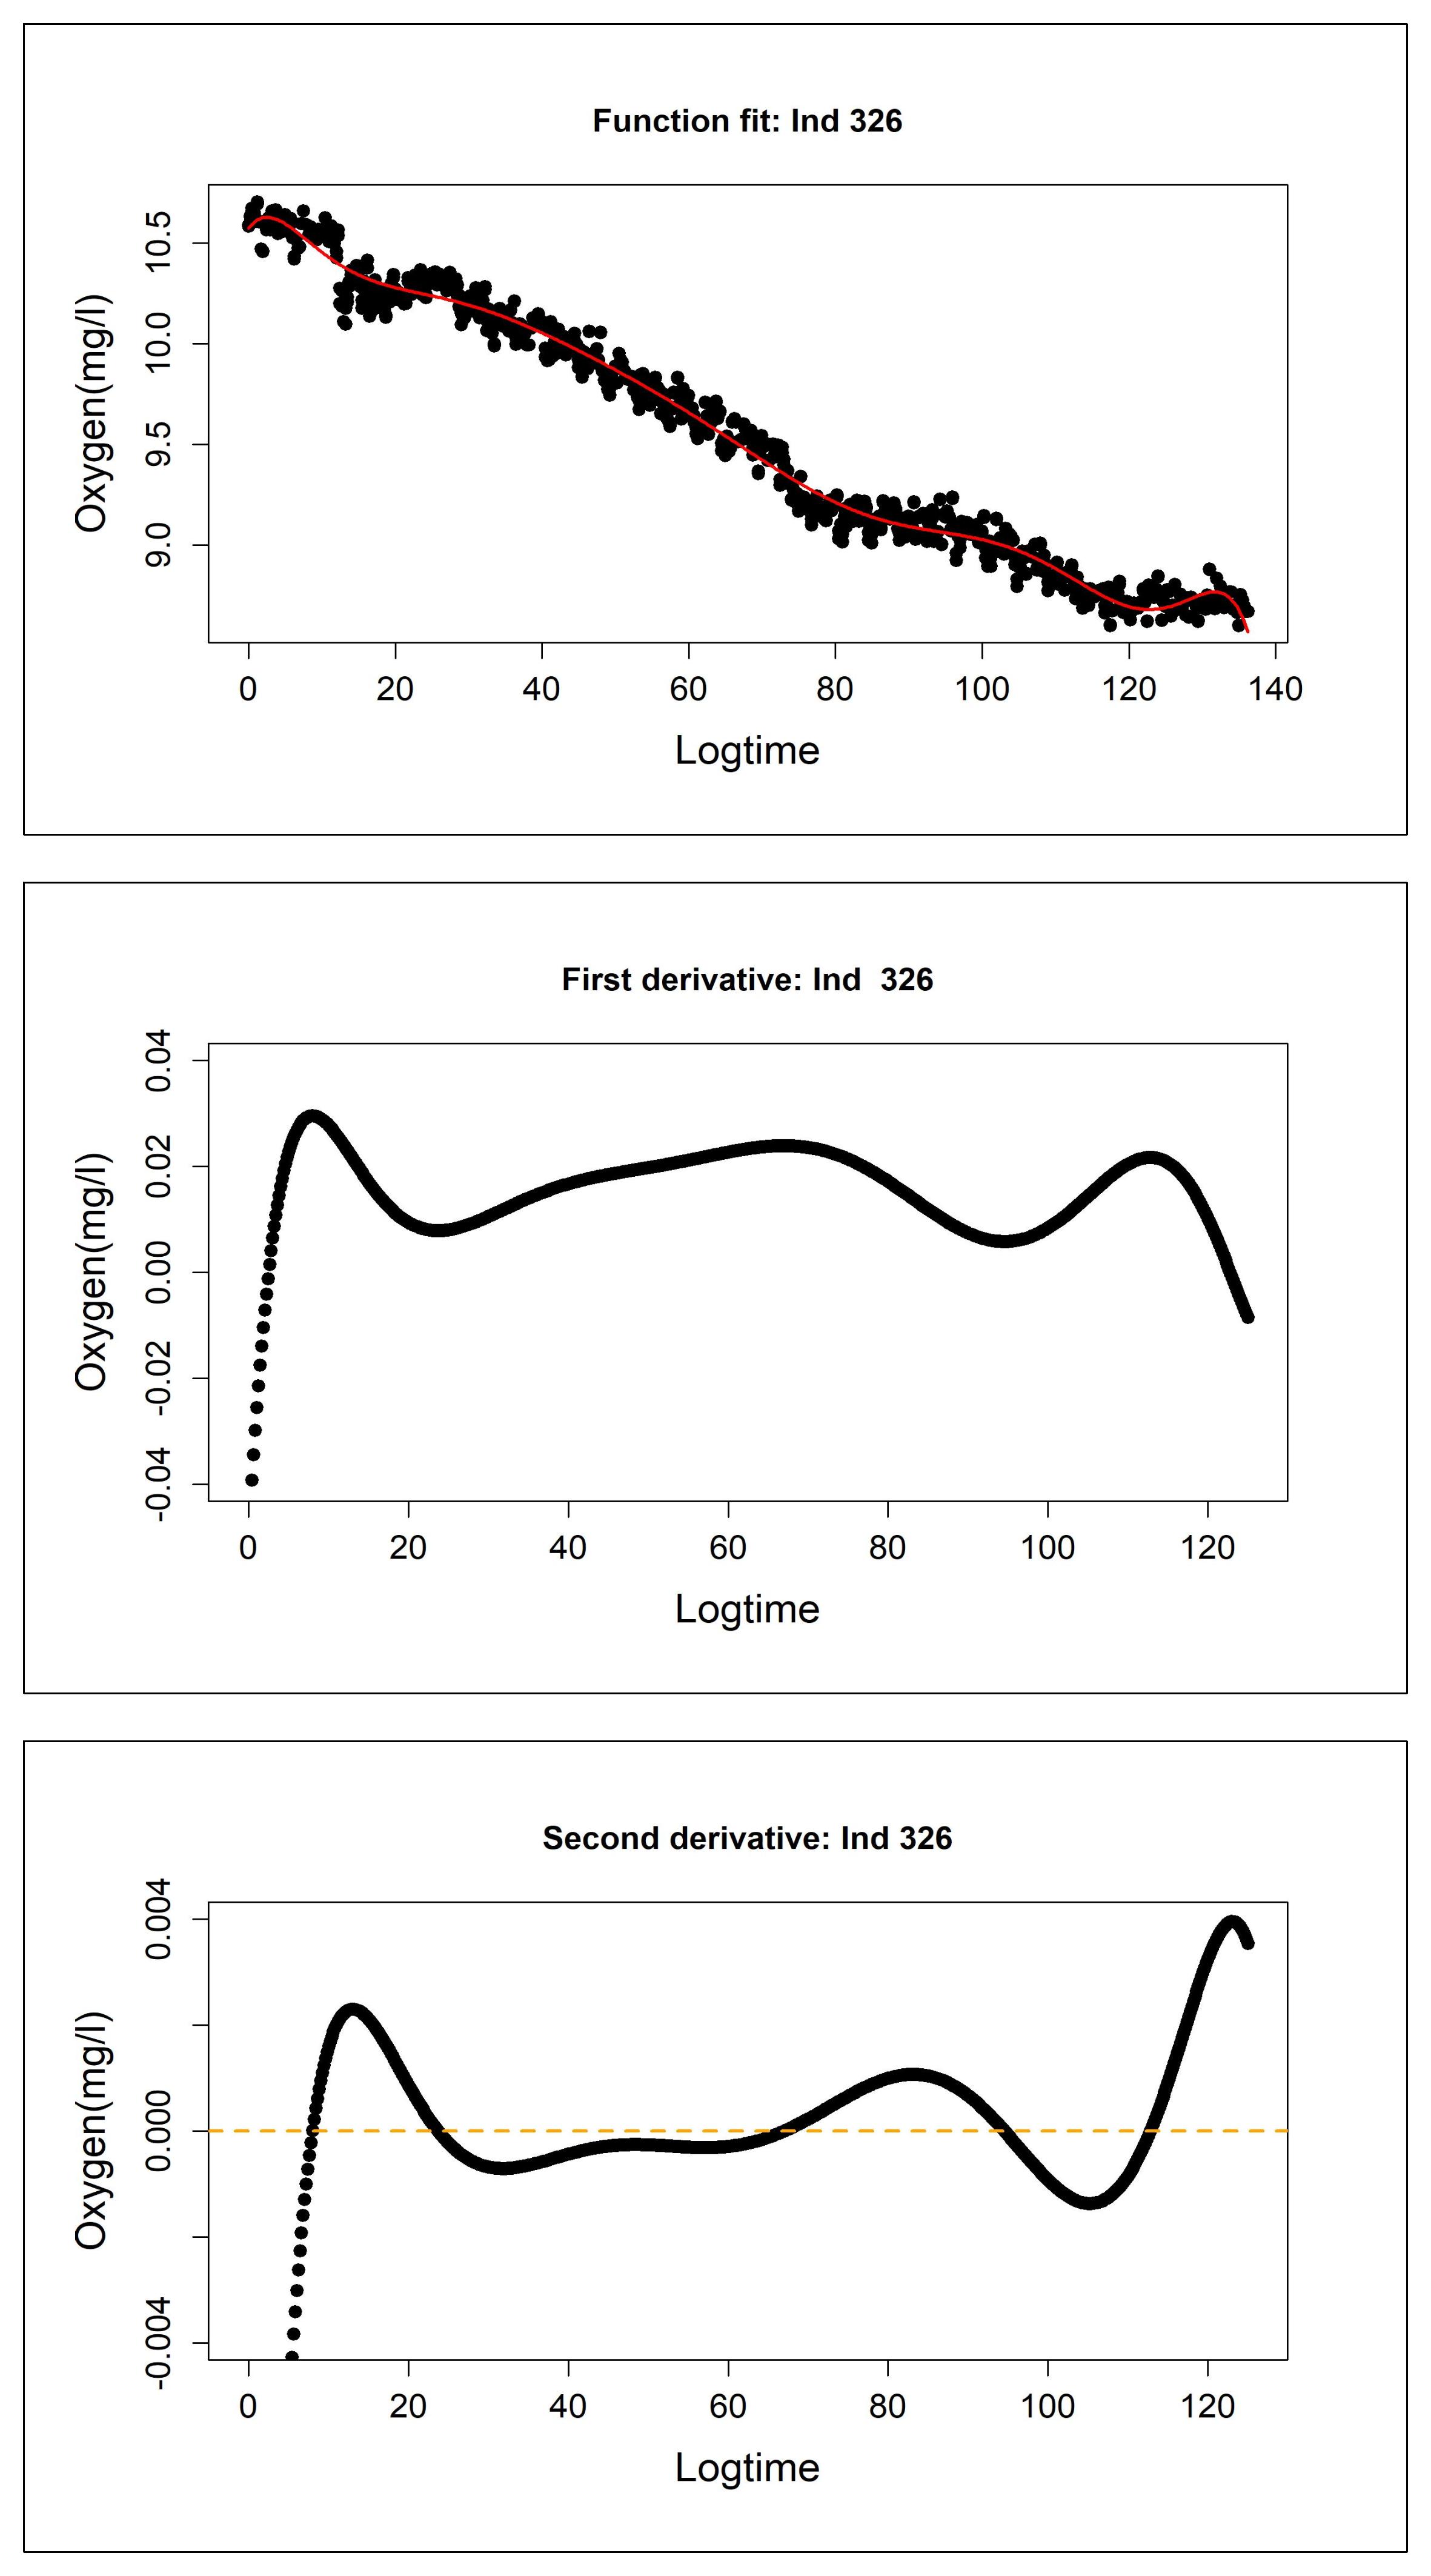 Function fit: Ind 326
Oxygen(mg/l)
10.5
10.0
9.5
9.0
0 20 40 60 80 100 120 140
Logtime
First derivative: Ind  326
Oxygen(mg/l)
0.04
0.02
0.00
-0.02
-0.04
0 20 40 60 80 100 120
Logtime
Second derivative: Ind 326
Oxygen(mg/l)
0.004
0.000
-0.004
0 20 40 60 80 100 120
Logtime